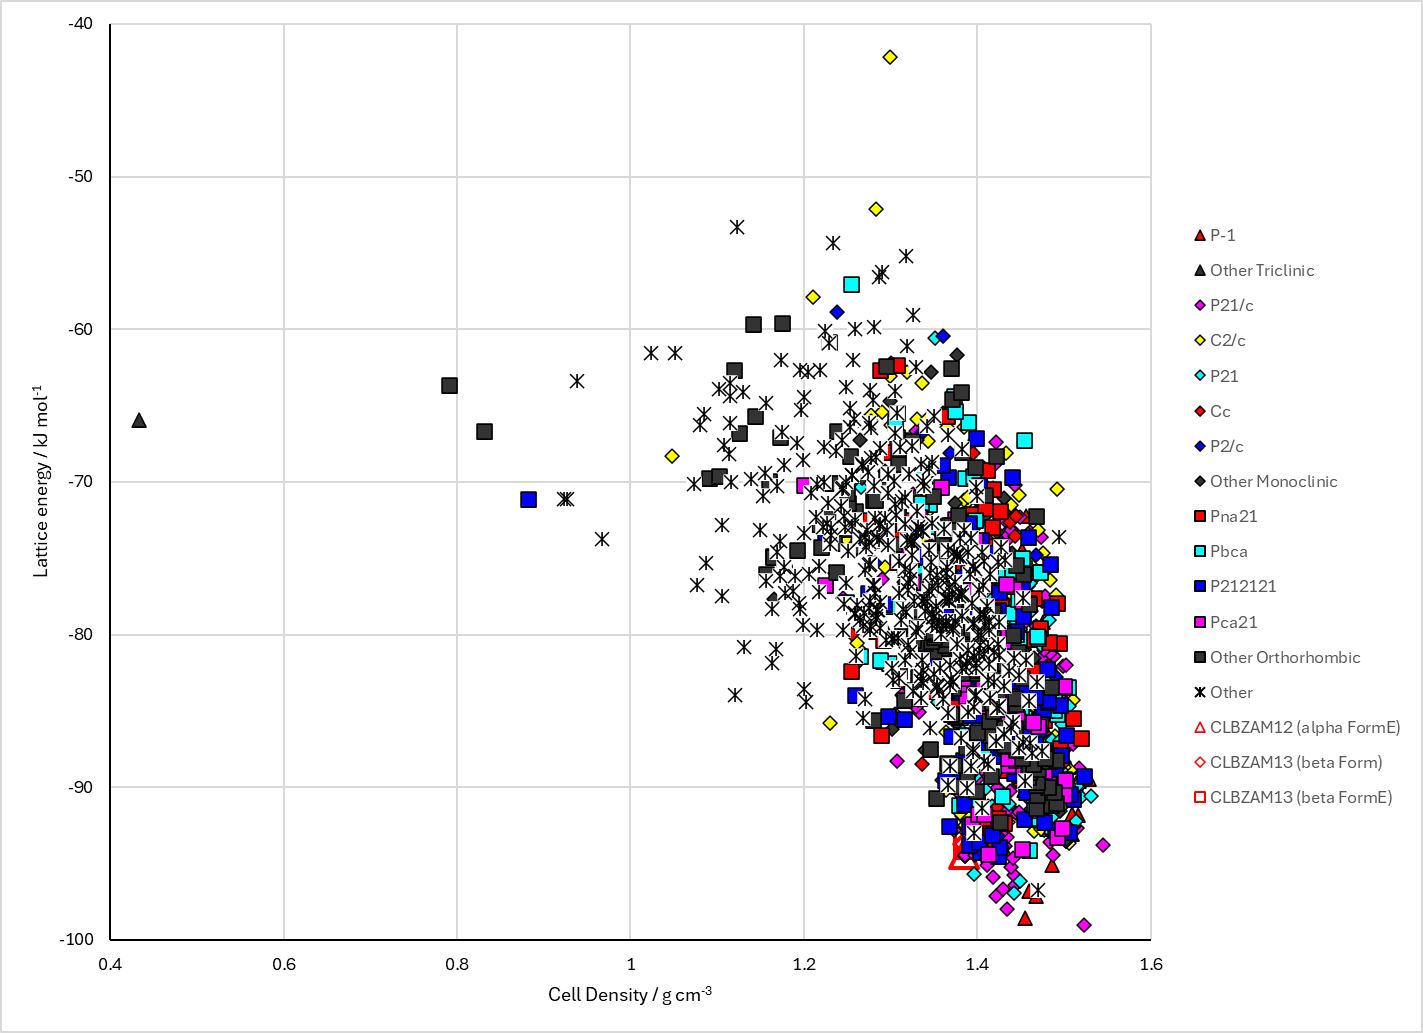 -40
-50
-60
-70
-80
-90
-100
0.4 0.6 0.8 1 1.2 1.4 1.6
Lattice energy / kJ mol-1
Cell Density / g cm-3
P-1
Other Triclinic
P21/c
C2/c
P21
Cc
P2/c
Other Monoclinic
Pna21
Pbca
P212121
Pca21
Other Orthorhombic
Other
CLBZAM12 (alpha FormE)
CLBZAM13 (beta Form)
CLBZAM13 (beta FormE)